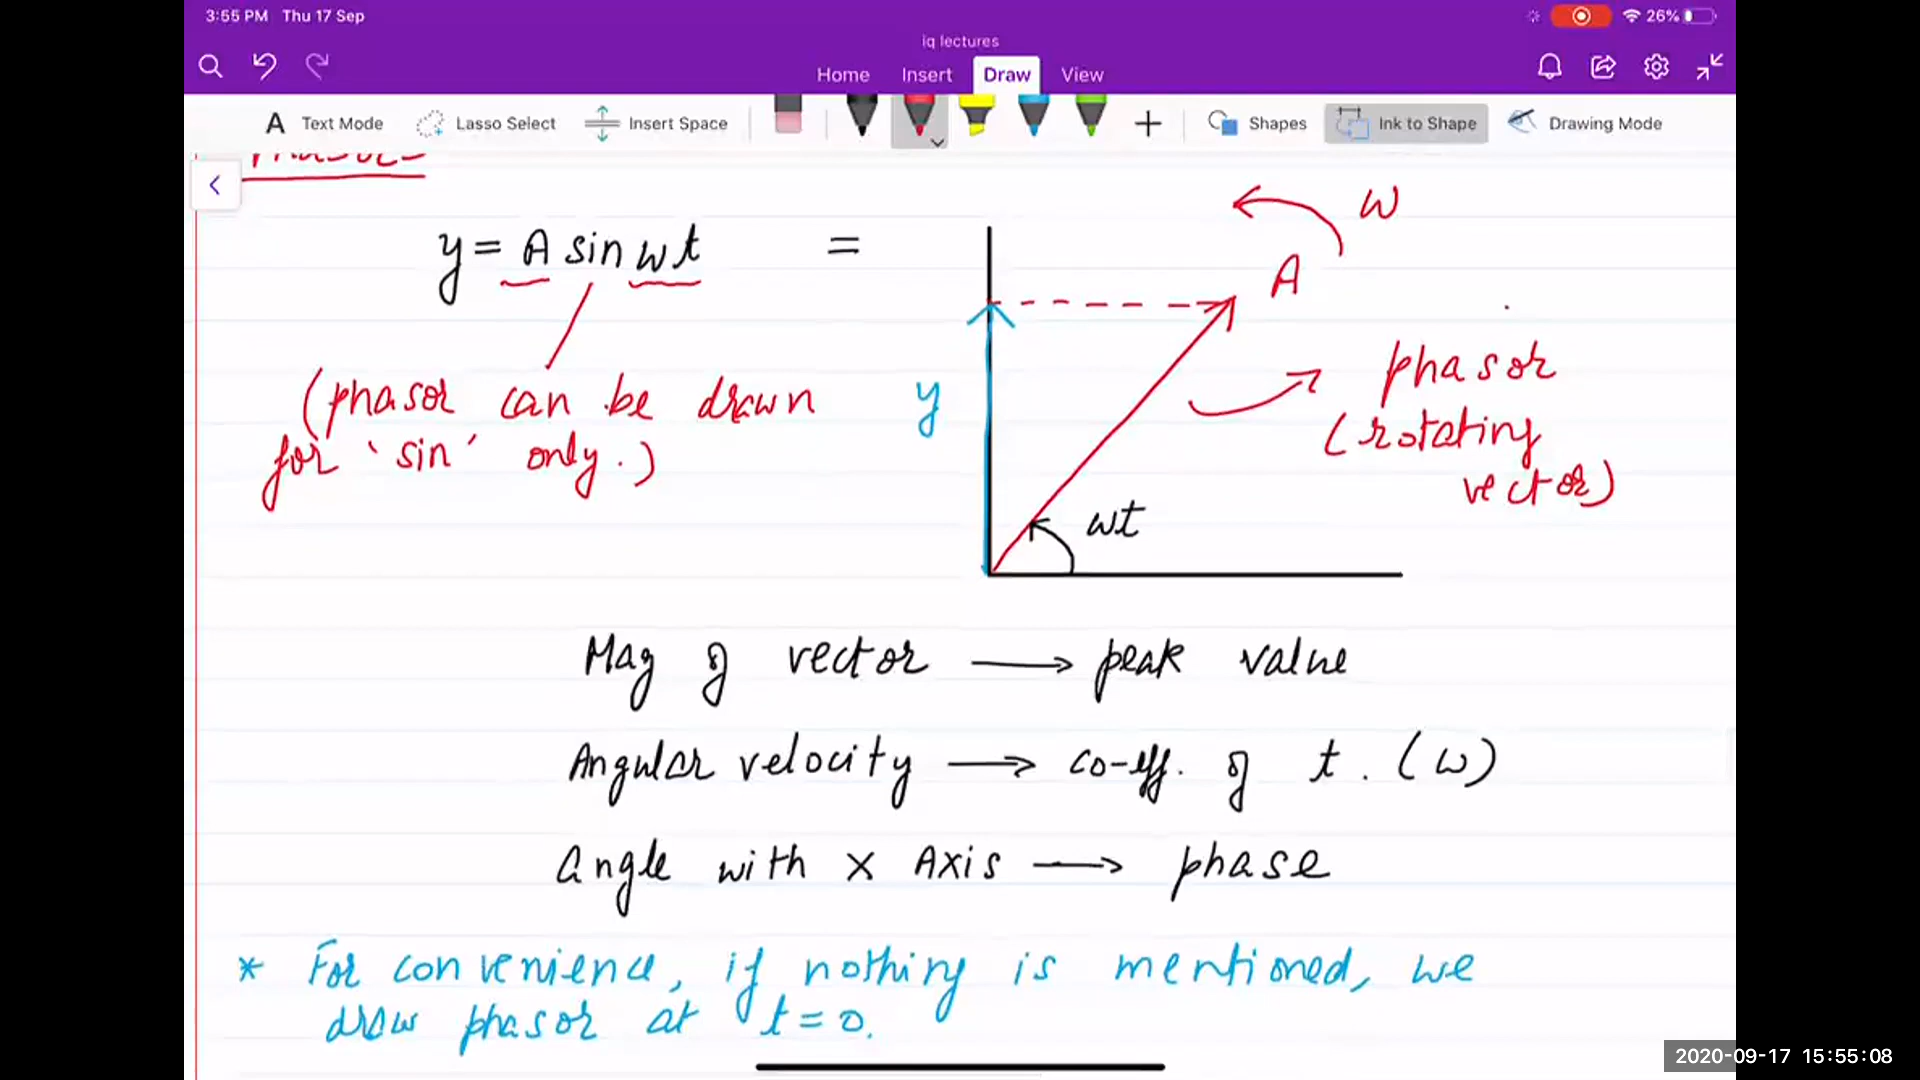 3:55 PM Thu 17 Sep
26%
iq lectures
Home Insert Draw View
A Text Mode Lasso Select Insert Space Shapes Ink to Shape Drawing Mode
Phasors
y = A sin wt =
w
A
(phasor can be drawn
for 'sin' only.)
y
phasor
(rotating
vector)
wt
Mag of vector → peak value
Angular velocity → co-eff. of t. (w)
Angle with X Axis → phase
* For convenience, if nothing is mentioned, we
draw phasor at t = 0.
2020-09-17 15:55:08